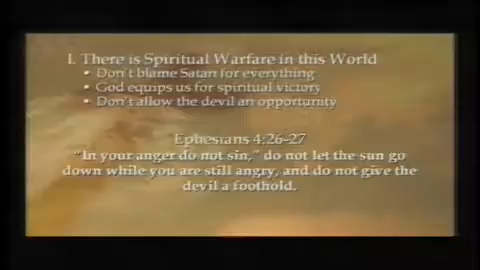 I. There is Spiritual Warfare in this World
• Don't blame Satan for everything
• God equips us for spiritual victory
• Don't allow the devil an opportunity
Ephesians 4:26-27
"In your anger do not sin," do not let the sun go
down while you are still angry, and do not give the
devil a foothold.